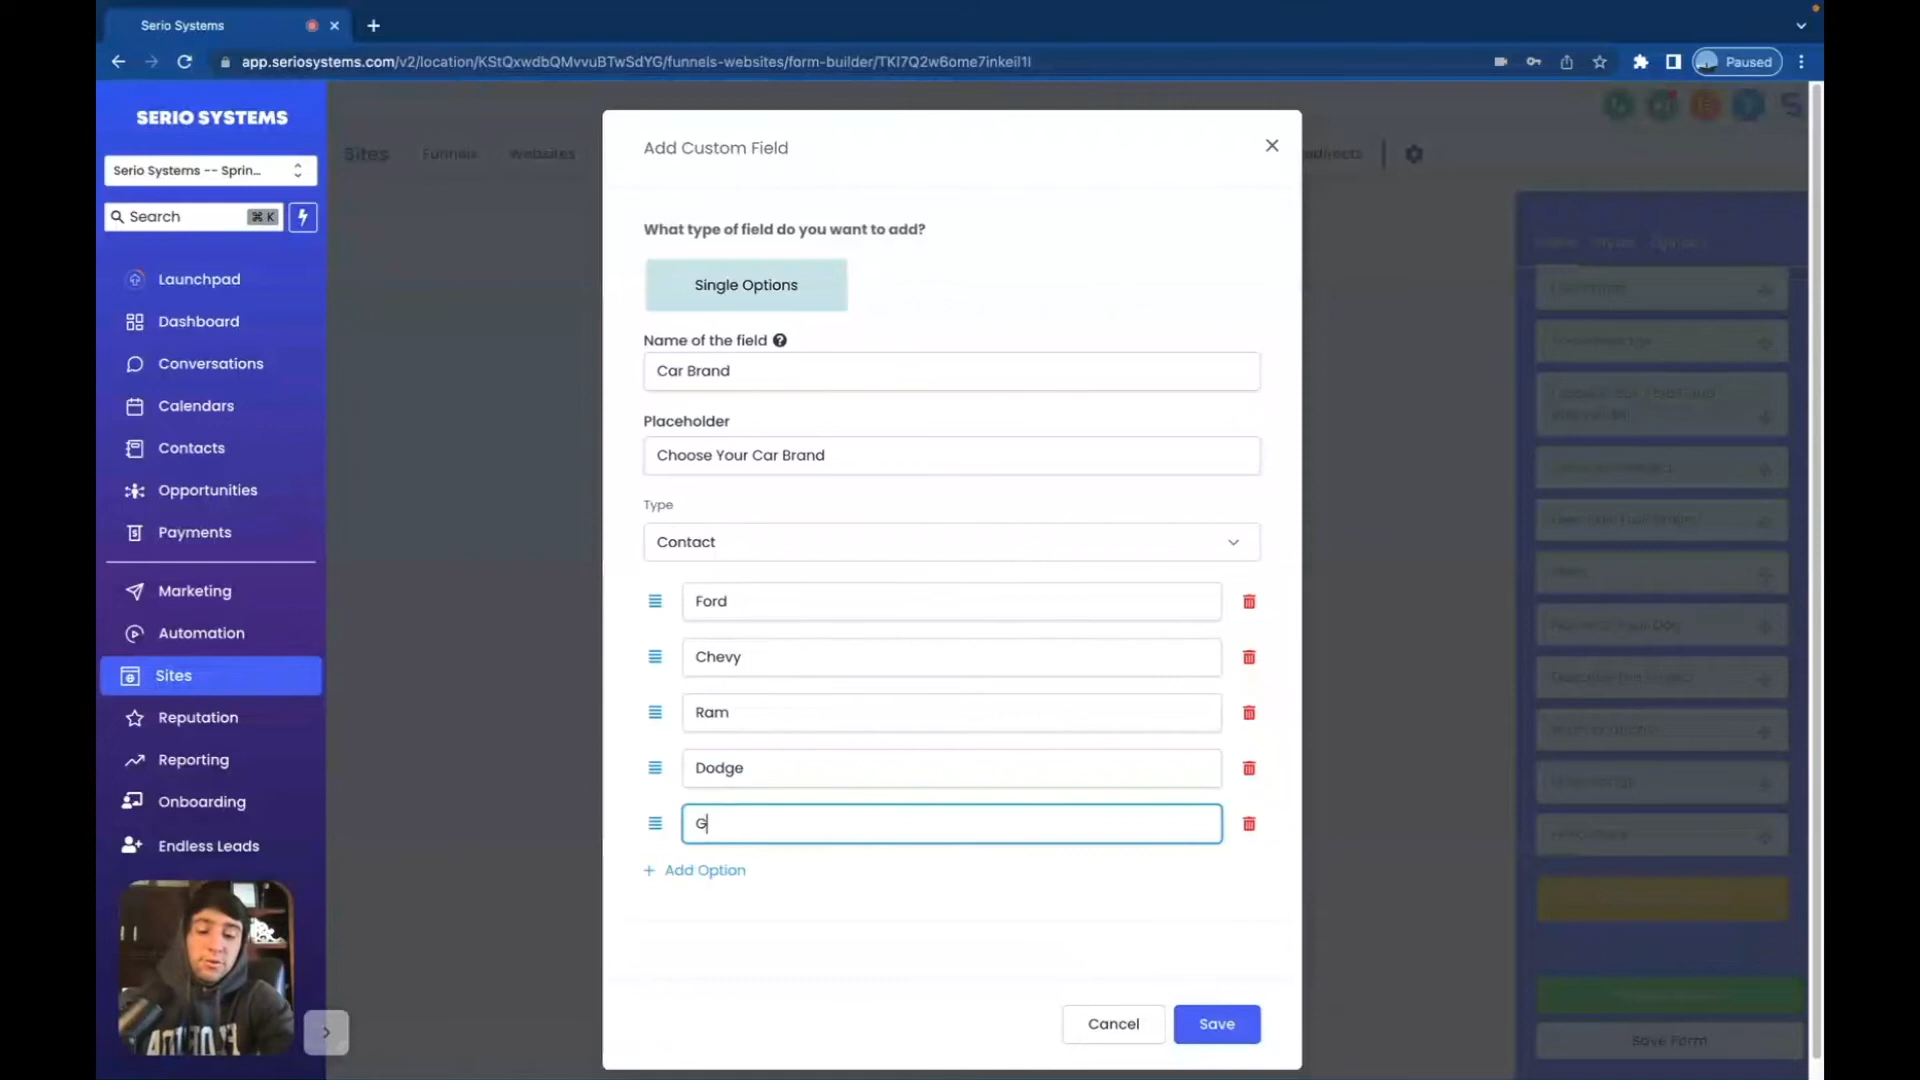 Serio Systems
app.seriosystems.com/v2/location/KStQxwdbQMvvuBTwSdYG/funnels-websites/form-builder/TKI7Q2w6ome7inkeil1I
Paused
SERIO SYSTEMS
Serio Systems -- Sprin...
Search ⌘ K
Launchpad
Dashboard
Conversations
Calendars
Contacts
Opportunities
Payments
Marketing
Automation
Sites
Reputation
Reporting
Onboarding
Endless Leads
Sites Funnels Websites
Add Custom Field
What type of field do you want to add?
Single Options
Name of the field
Car Brand
Placeholder
Choose Your Car Brand
Type
Contact
Ford
Chevy
Ram
Dodge
G
+ Add Option
Cancel Save
Save Form